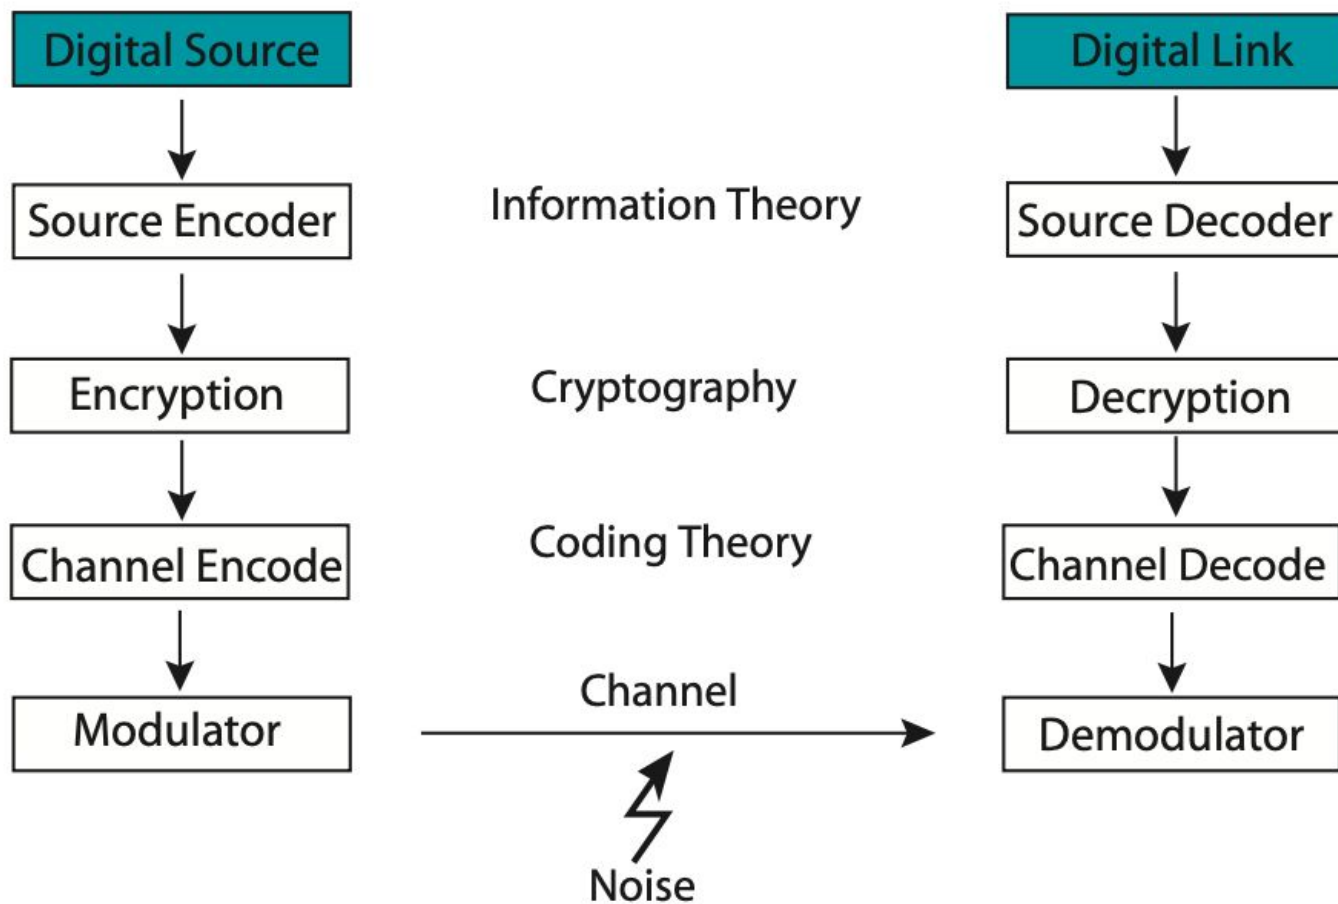 Digital Source
Digital Link
Source Encoder
Information Theory
Source Decoder
Encryption
Cryptography
Decryption
Channel Encode
Coding Theory
Channel Decode
Modulator
Channel
Demodulator
Noise